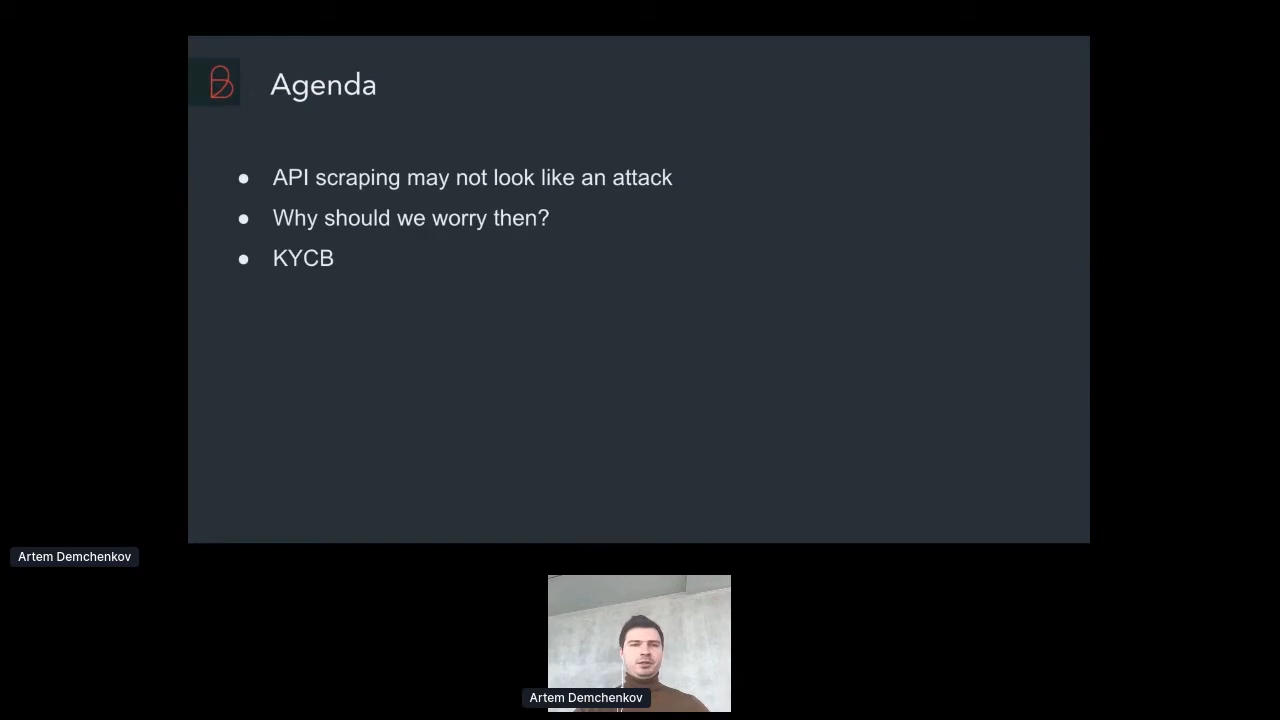 Agenda
● API scraping may not look like an attack
● Why should we worry then?
● KYCB
Artem Demchenkov
Artem Demchenkov